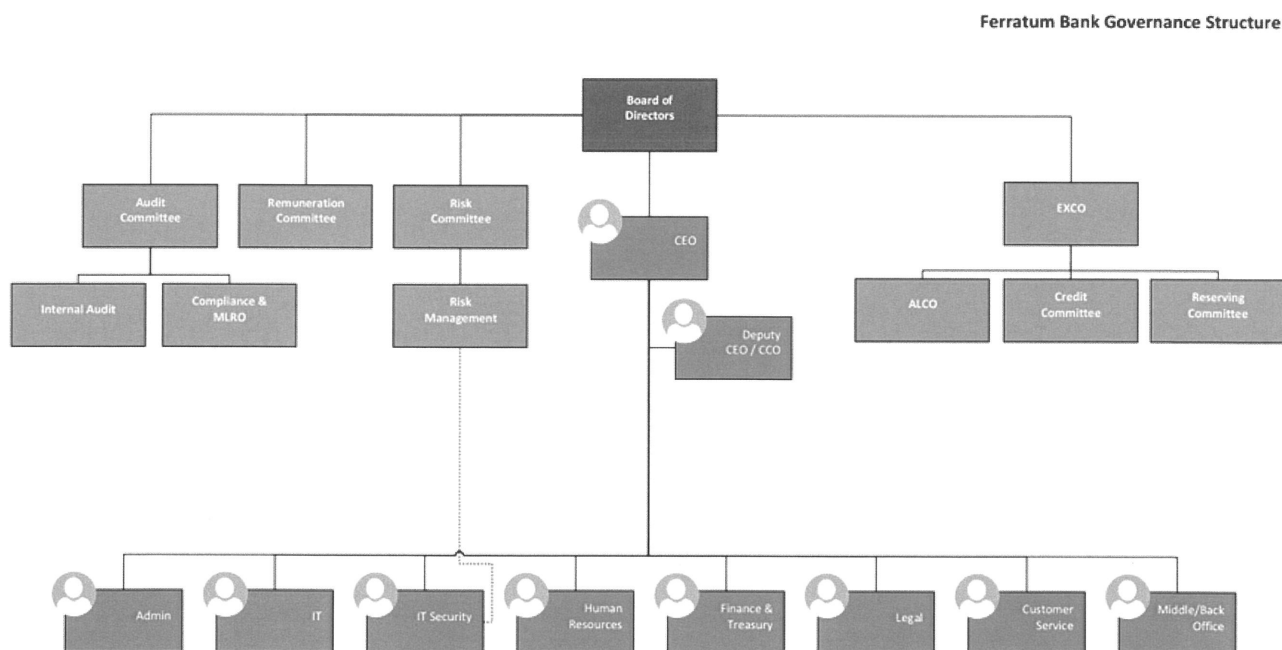 Ferratum Bank Governance Structure
Board of
Directors
Audit
Committee
Remuneration
Committee
Risk
Committee
CEO
EXCO
Internal Audit
Compliance &
MLRO
Risk
Management
Deputy
CEO / CCO
ALCO
Credit
Committee
Reserving
Committee
Admin
IT
IT Security
Human
Resources
Finance &
Treasury
Legal
Customer
Service
Middle/Back
Office